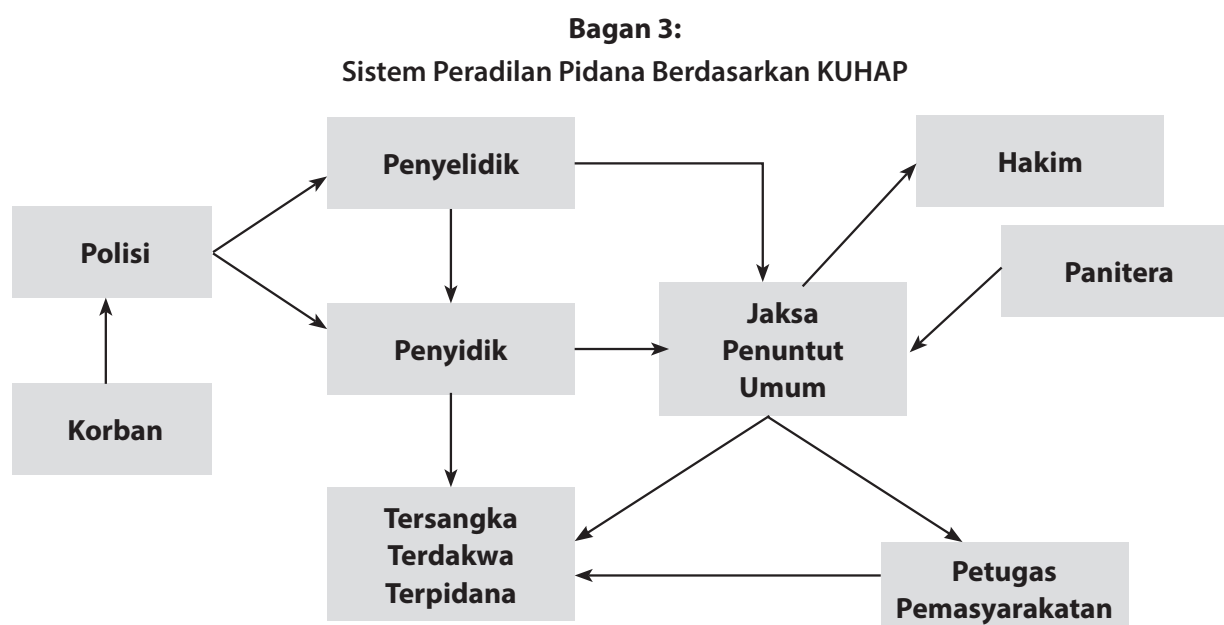 Bagan 3:
Sistem Peradilan Pidana Berdasarkan KUHAP
Penyelidik
Hakim
Polisi
Panitera
Jaksa
Penuntut
Umum
Penyidik
Korban
Tersangka
Terdakwa
Terpidana
Petugas
Pemasyarakatan